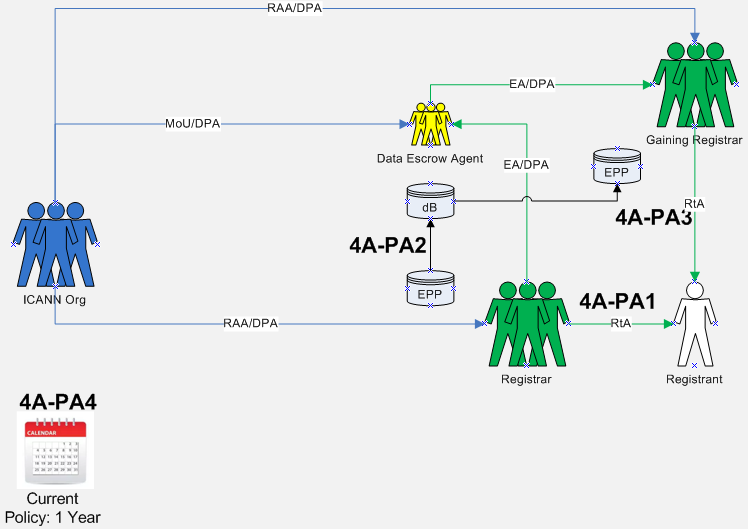 RAA/DPA
EA/DPA
MoU/DPA
Gaining Registrar
Data Escrow Agent
EA/DPA
EPP
dB
RtA
4A-PA3
4A-PA2
EPP
ICANN Org
4A-PA1
RAA/DPA
RtA
Registrar
Registrant
4A-PA4
CALENDAR
Current
Policy: 1 Year